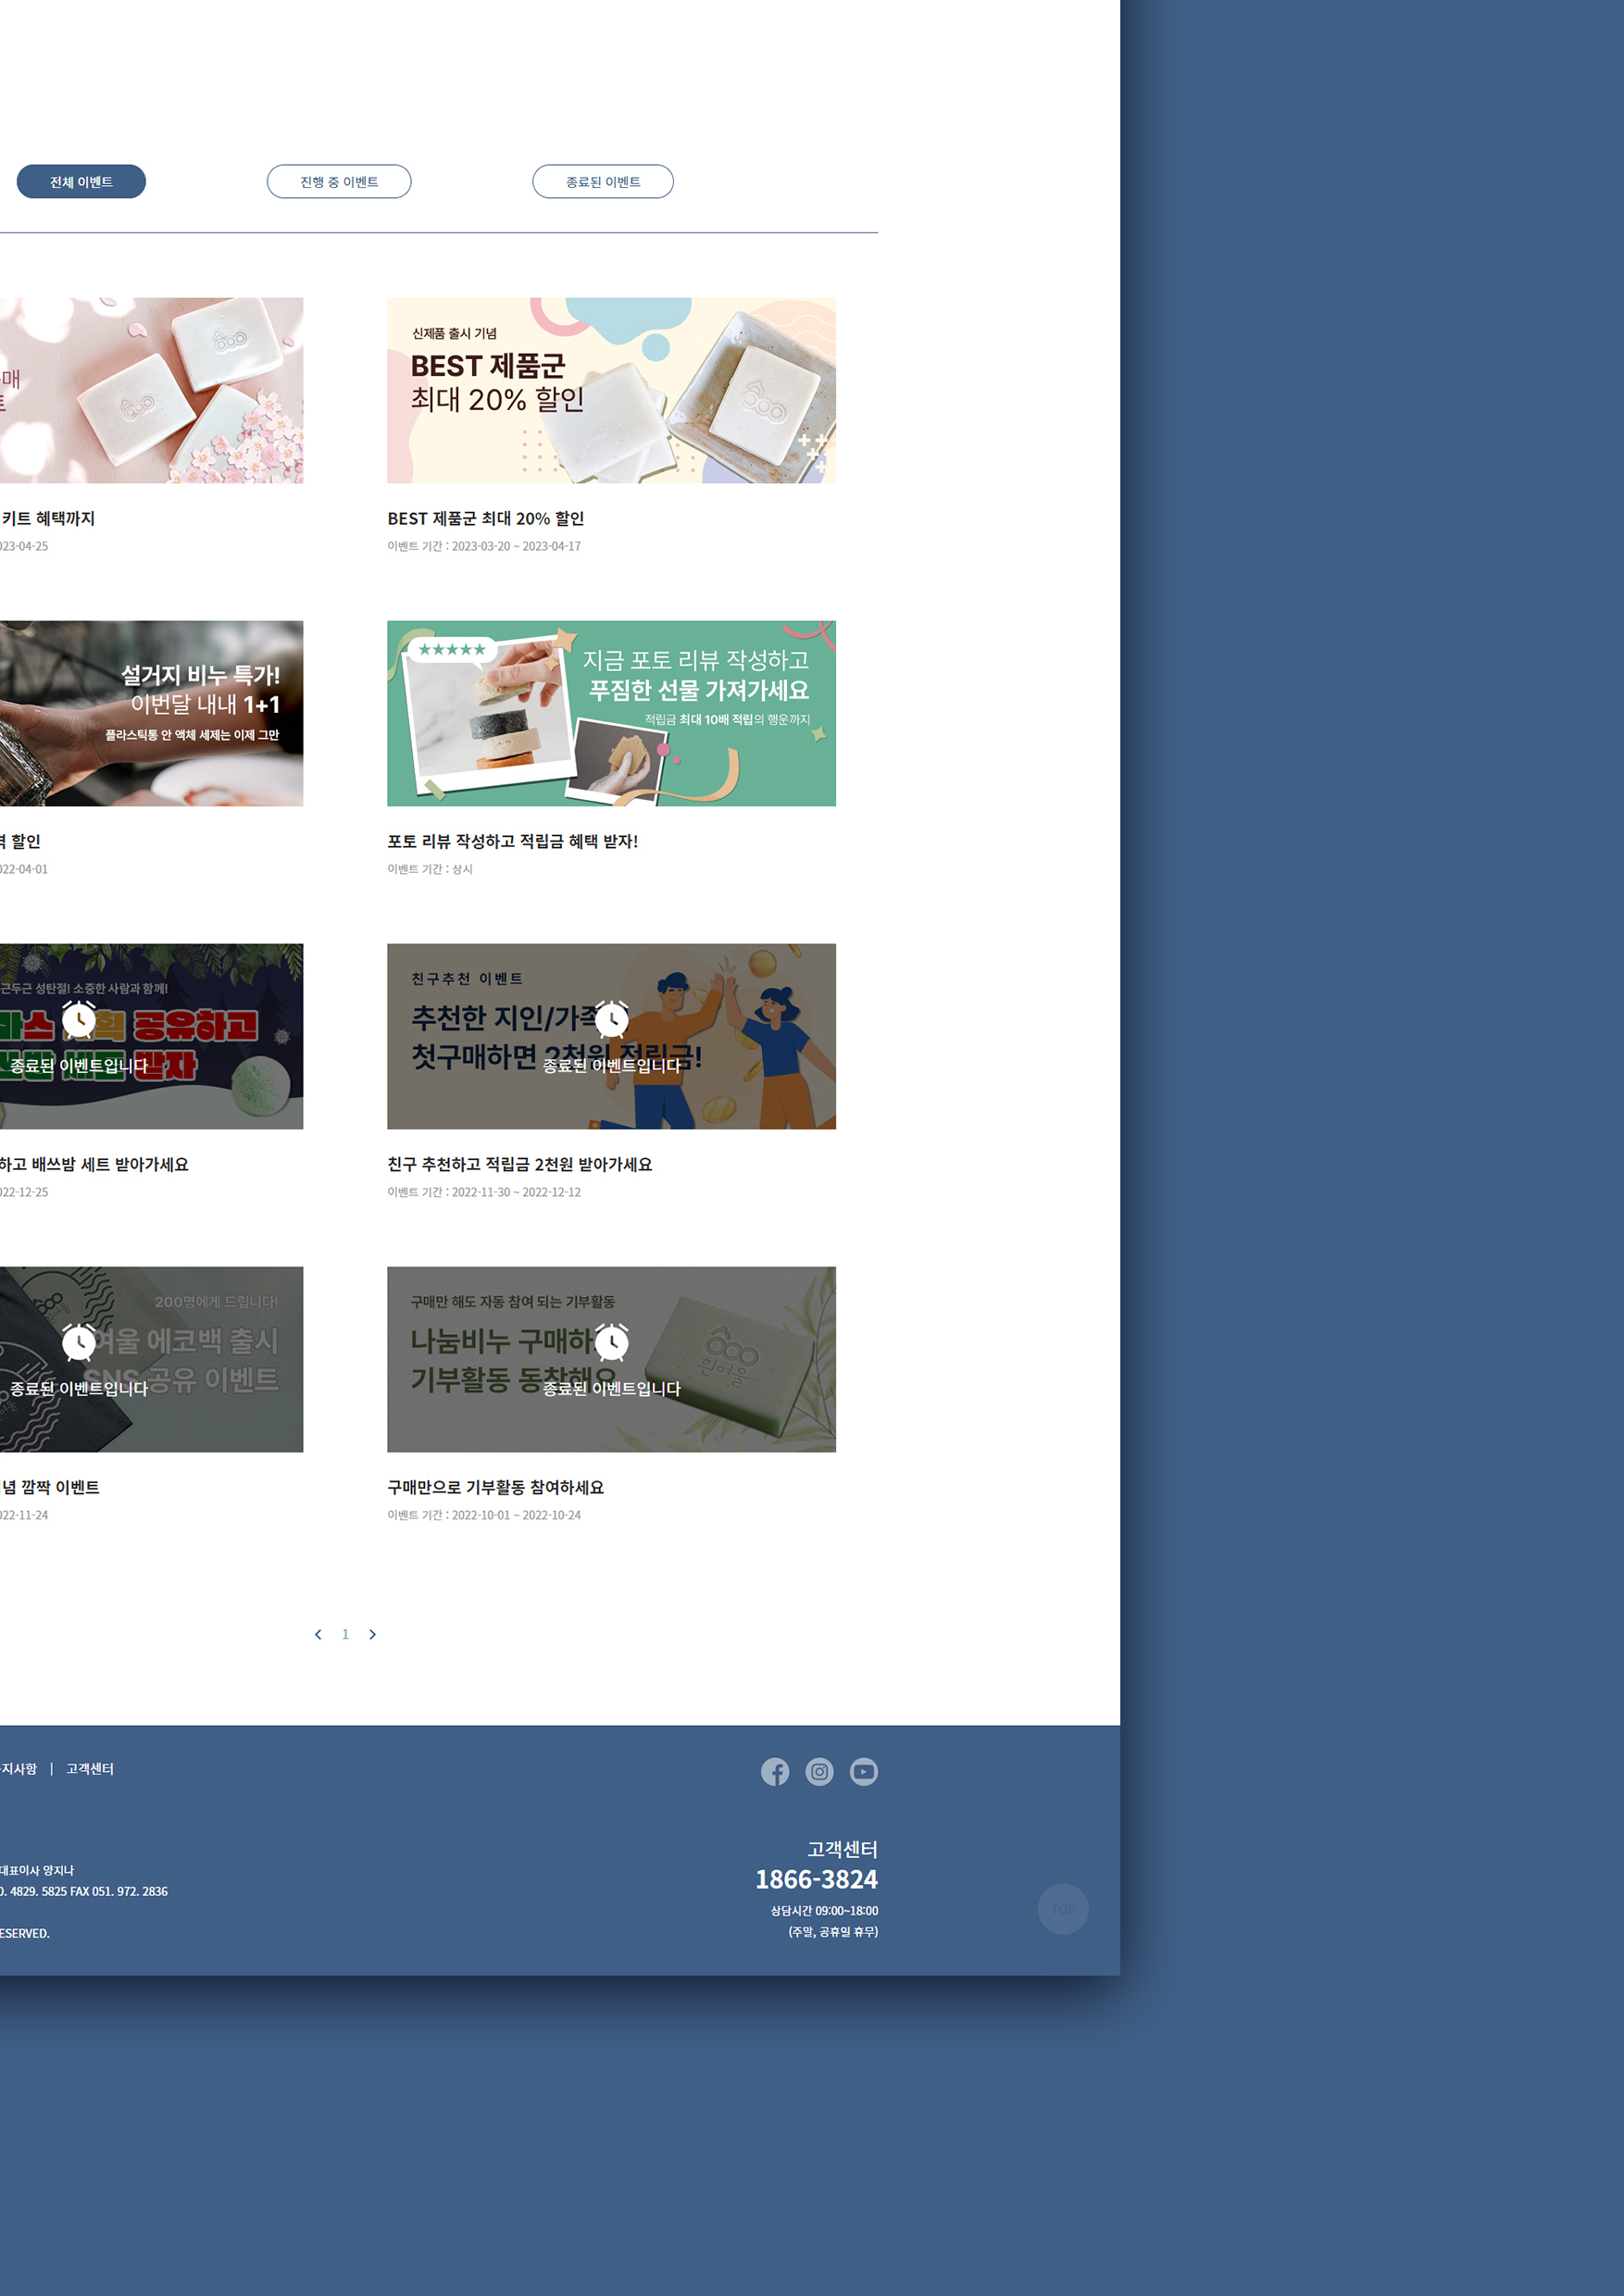 전체 이벤트
진행 중 이벤트
종료된 이벤트
신제품 출시 기념
BEST 제품군
최대 20% 할인
키트 혜택까지
023-04-25
BEST 제품군 최대 20% 할인
이벤트 기간 : 2023-03-20 ~ 2023-04-17
설거지 비누 특가!
이번달 내내 1+1
플라스틱통 안 액체 세제는 이제 그만
지금 포토 리뷰 작성하고
푸짐한 선물 가져가세요
적립금 최대 10배 적립의 행운까지
할인
022-04-01
포토 리뷰 작성하고 적립금 혜택 받자!
이벤트 기간 : 상시
근두근 성탄절! 소중한 사람과 함께!
공유하고
받자
종료된 이벤트입니다
친구추천 이벤트
추천한 지인/가족
첫구매하면 2천원 적립금!
종료된 이벤트입니다
하고 배쓰밤 세트 받아가세요
022-12-25
친구 추천하고 적립금 2천원 받아가세요
이벤트 기간 : 2022-11-30 ~ 2022-12-12
200명에게 드립니다!
여울 에코백 출시
SNS 공유 이벤트
종료된 이벤트입니다
구매만 해도 자동 참여 되는 기부활동
나눔비누 구매하고
기부활동 동참해요
흰여울
종료된 이벤트입니다
념 깜짝 이벤트
022-11-24
구매만으로 기부활동 참여하세요
이벤트 기간 : 2022-10-01 ~ 2022-10-24
1
지사항 | 고객센터
고객센터
1866-3824
상담시간 09:00~18:00
(주말, 공휴일 휴무)
대표이사 양지나
0. 4829. 5825 FAX 051. 972. 2836
ESERVED.
TOP